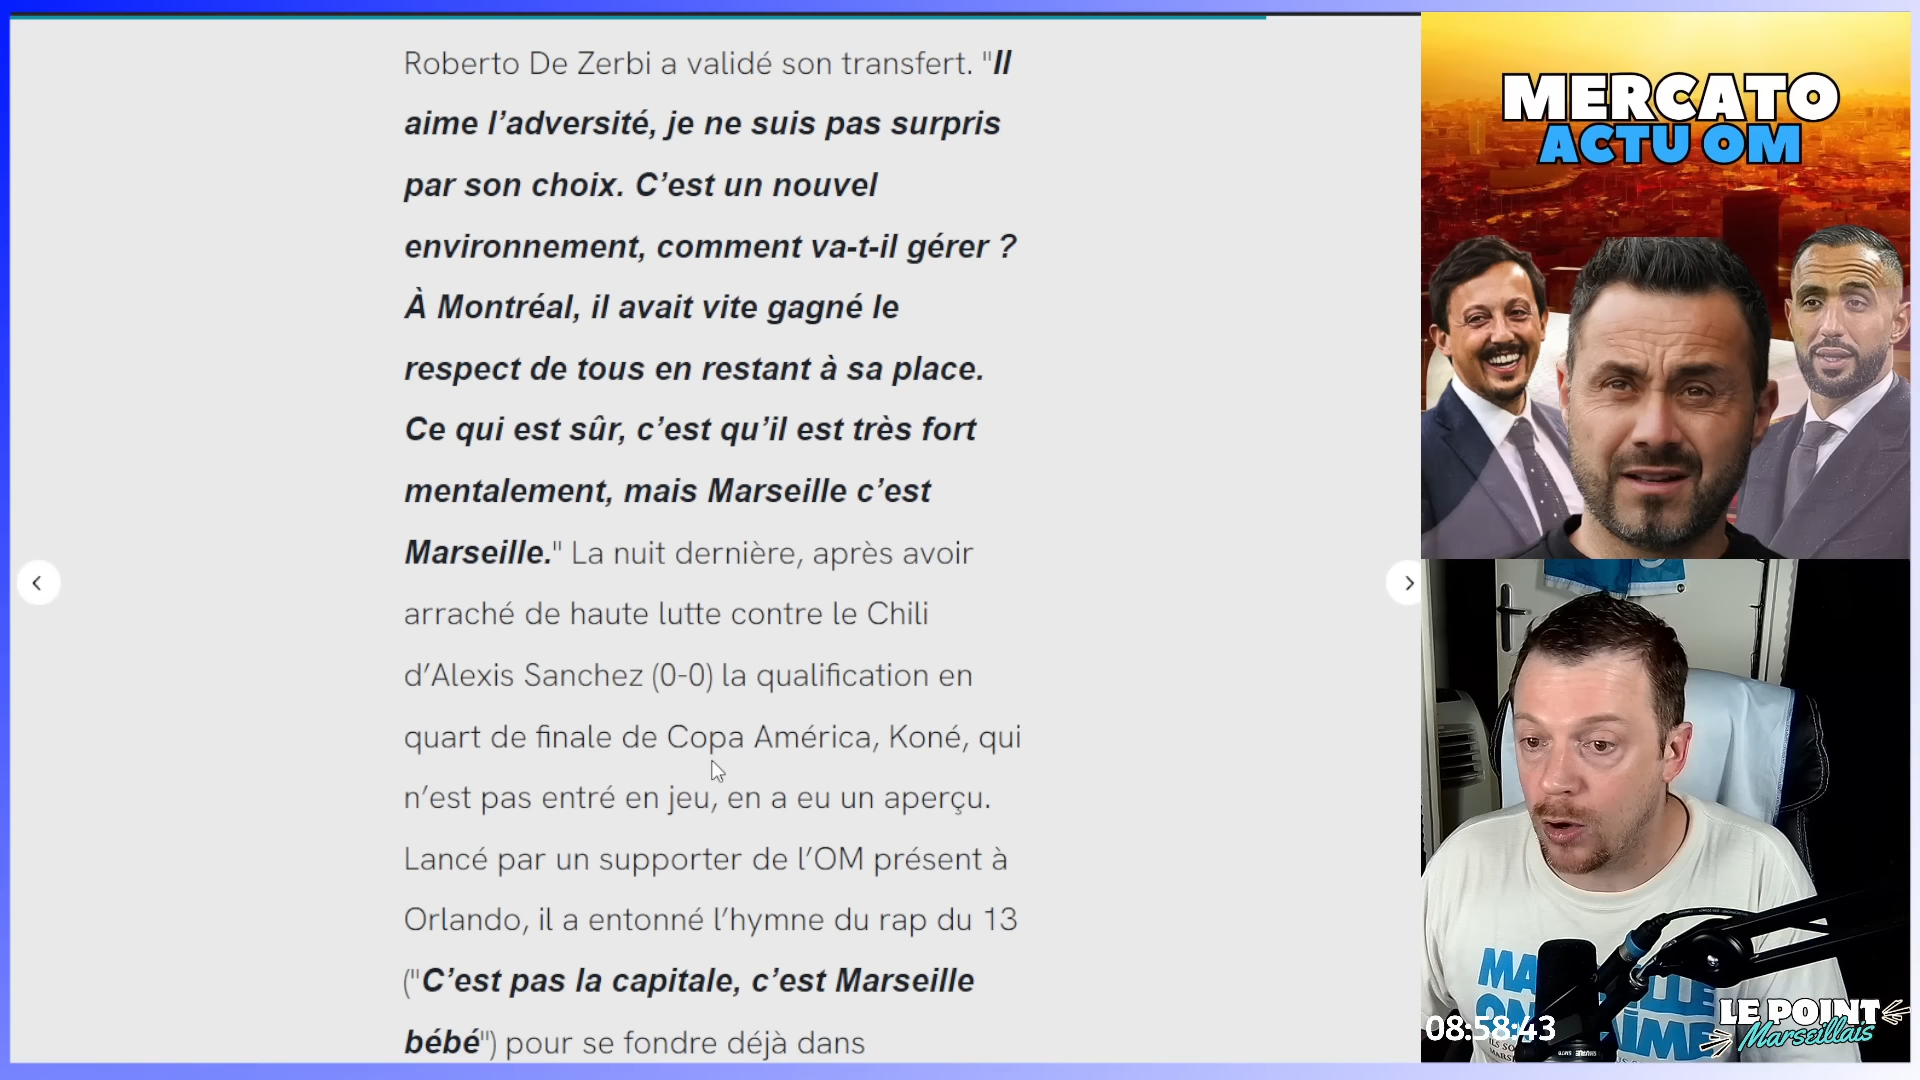 Roberto De Zerbi a validé son transfert. "Il
aime l’adversité, je ne suis pas surpris
par son choix. C’est un nouvel
environnement, comment va-t-il gérer ?
À Montréal, il avait vite gagné le
respect de tous en restant à sa place.
Ce qui est sûr, c’est qu’il est très fort
mentalement, mais Marseille c’est
Marseille." La nuit dernière, après avoir
arraché de haute lutte contre le Chili
d’Alexis Sanchez (0-0) la qualification en
quart de finale de Copa América, Koné, qui
n’est pas entré en jeu, en a eu un aperçu.
Lancé par un supporter de l’OM présent à
Orlando, il a entonné l’hymne du rap du 13
("C’est pas la capitale, c’est Marseille
bébé") pour se fondre déjà dans
MERCATO
ACTU OM
08:58:43
LE POINT
Marseillais